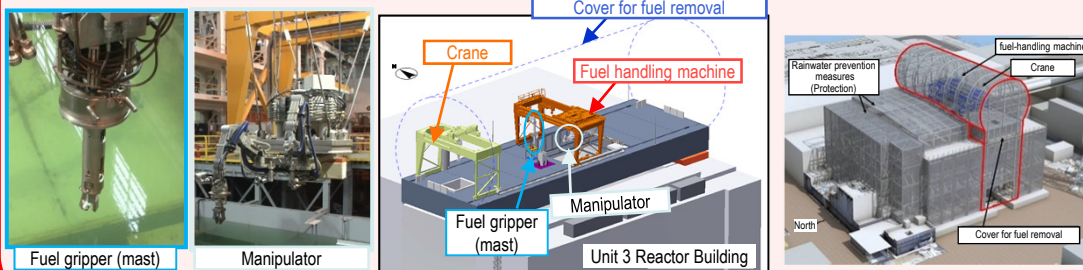 Fuel gripper (mast)
Manipulator
Cover for fuel removal
Crane
Fuel handling machine
Fuel gripper
(mast)
Manipulator
Unit 3 Reactor Building
N
fuel-handling machine
Crane
Rainwater prevention
measures
(Protection)
North
Cover for fuel removal